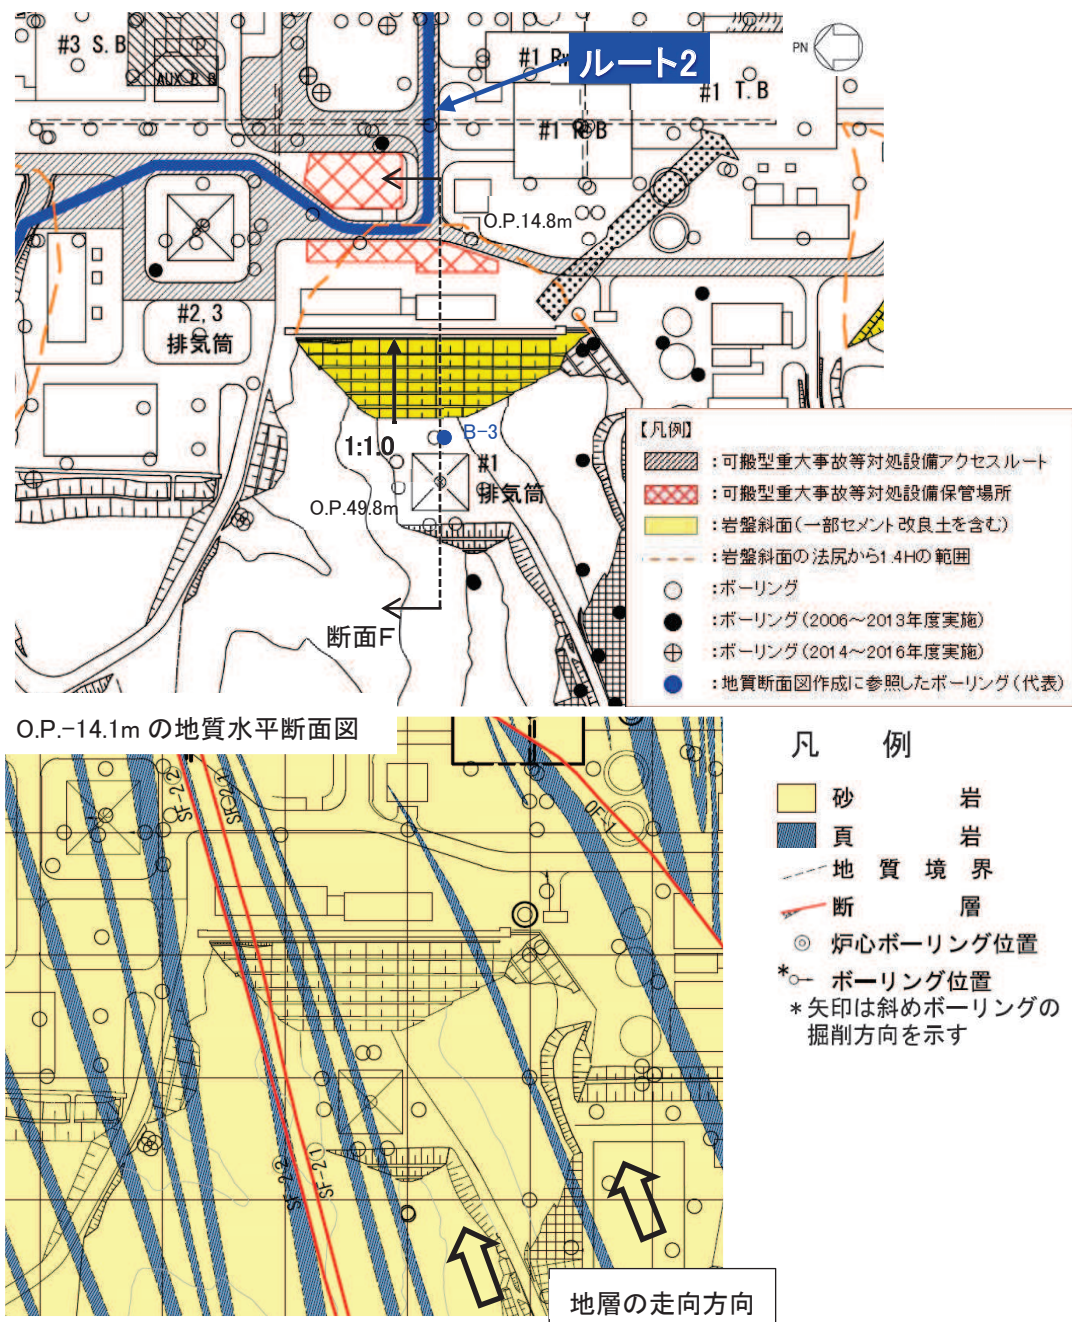 #3 S.B
AUX B.B
#1 Rw
ルート2
PN
#1 T.B
#1 R.B
O.P.14.8m
#2, 3
排気筒
1:1.0
B-3
#1
排気筒
O.P.49.8m
断面F
【凡例】
:可搬型重大事故等対処設備アクセスルート
:可搬型重大事故等対処設備保管場所
:岩盤斜面(一部セメント改良土を含む)
:岩盤斜面の法尻から1.4Hの範囲
:ボーリング
:ボーリング(2006~2013年度実施)
:ボーリング(2014~2016年度実施)
:地質断面図作成に参照したボーリング(代表)
O.P.-14.1m の地質水平断面図
SF-2-2
SF-2-1
OF-1
SF-2-2
SF-2-1
地層の走向方向
凡 例
砂 岩
頁 岩
地 質 境 界
断 層
炉心ボーリング位置
* ボーリング位置
*矢印は斜めボーリングの
掘削方向を示す